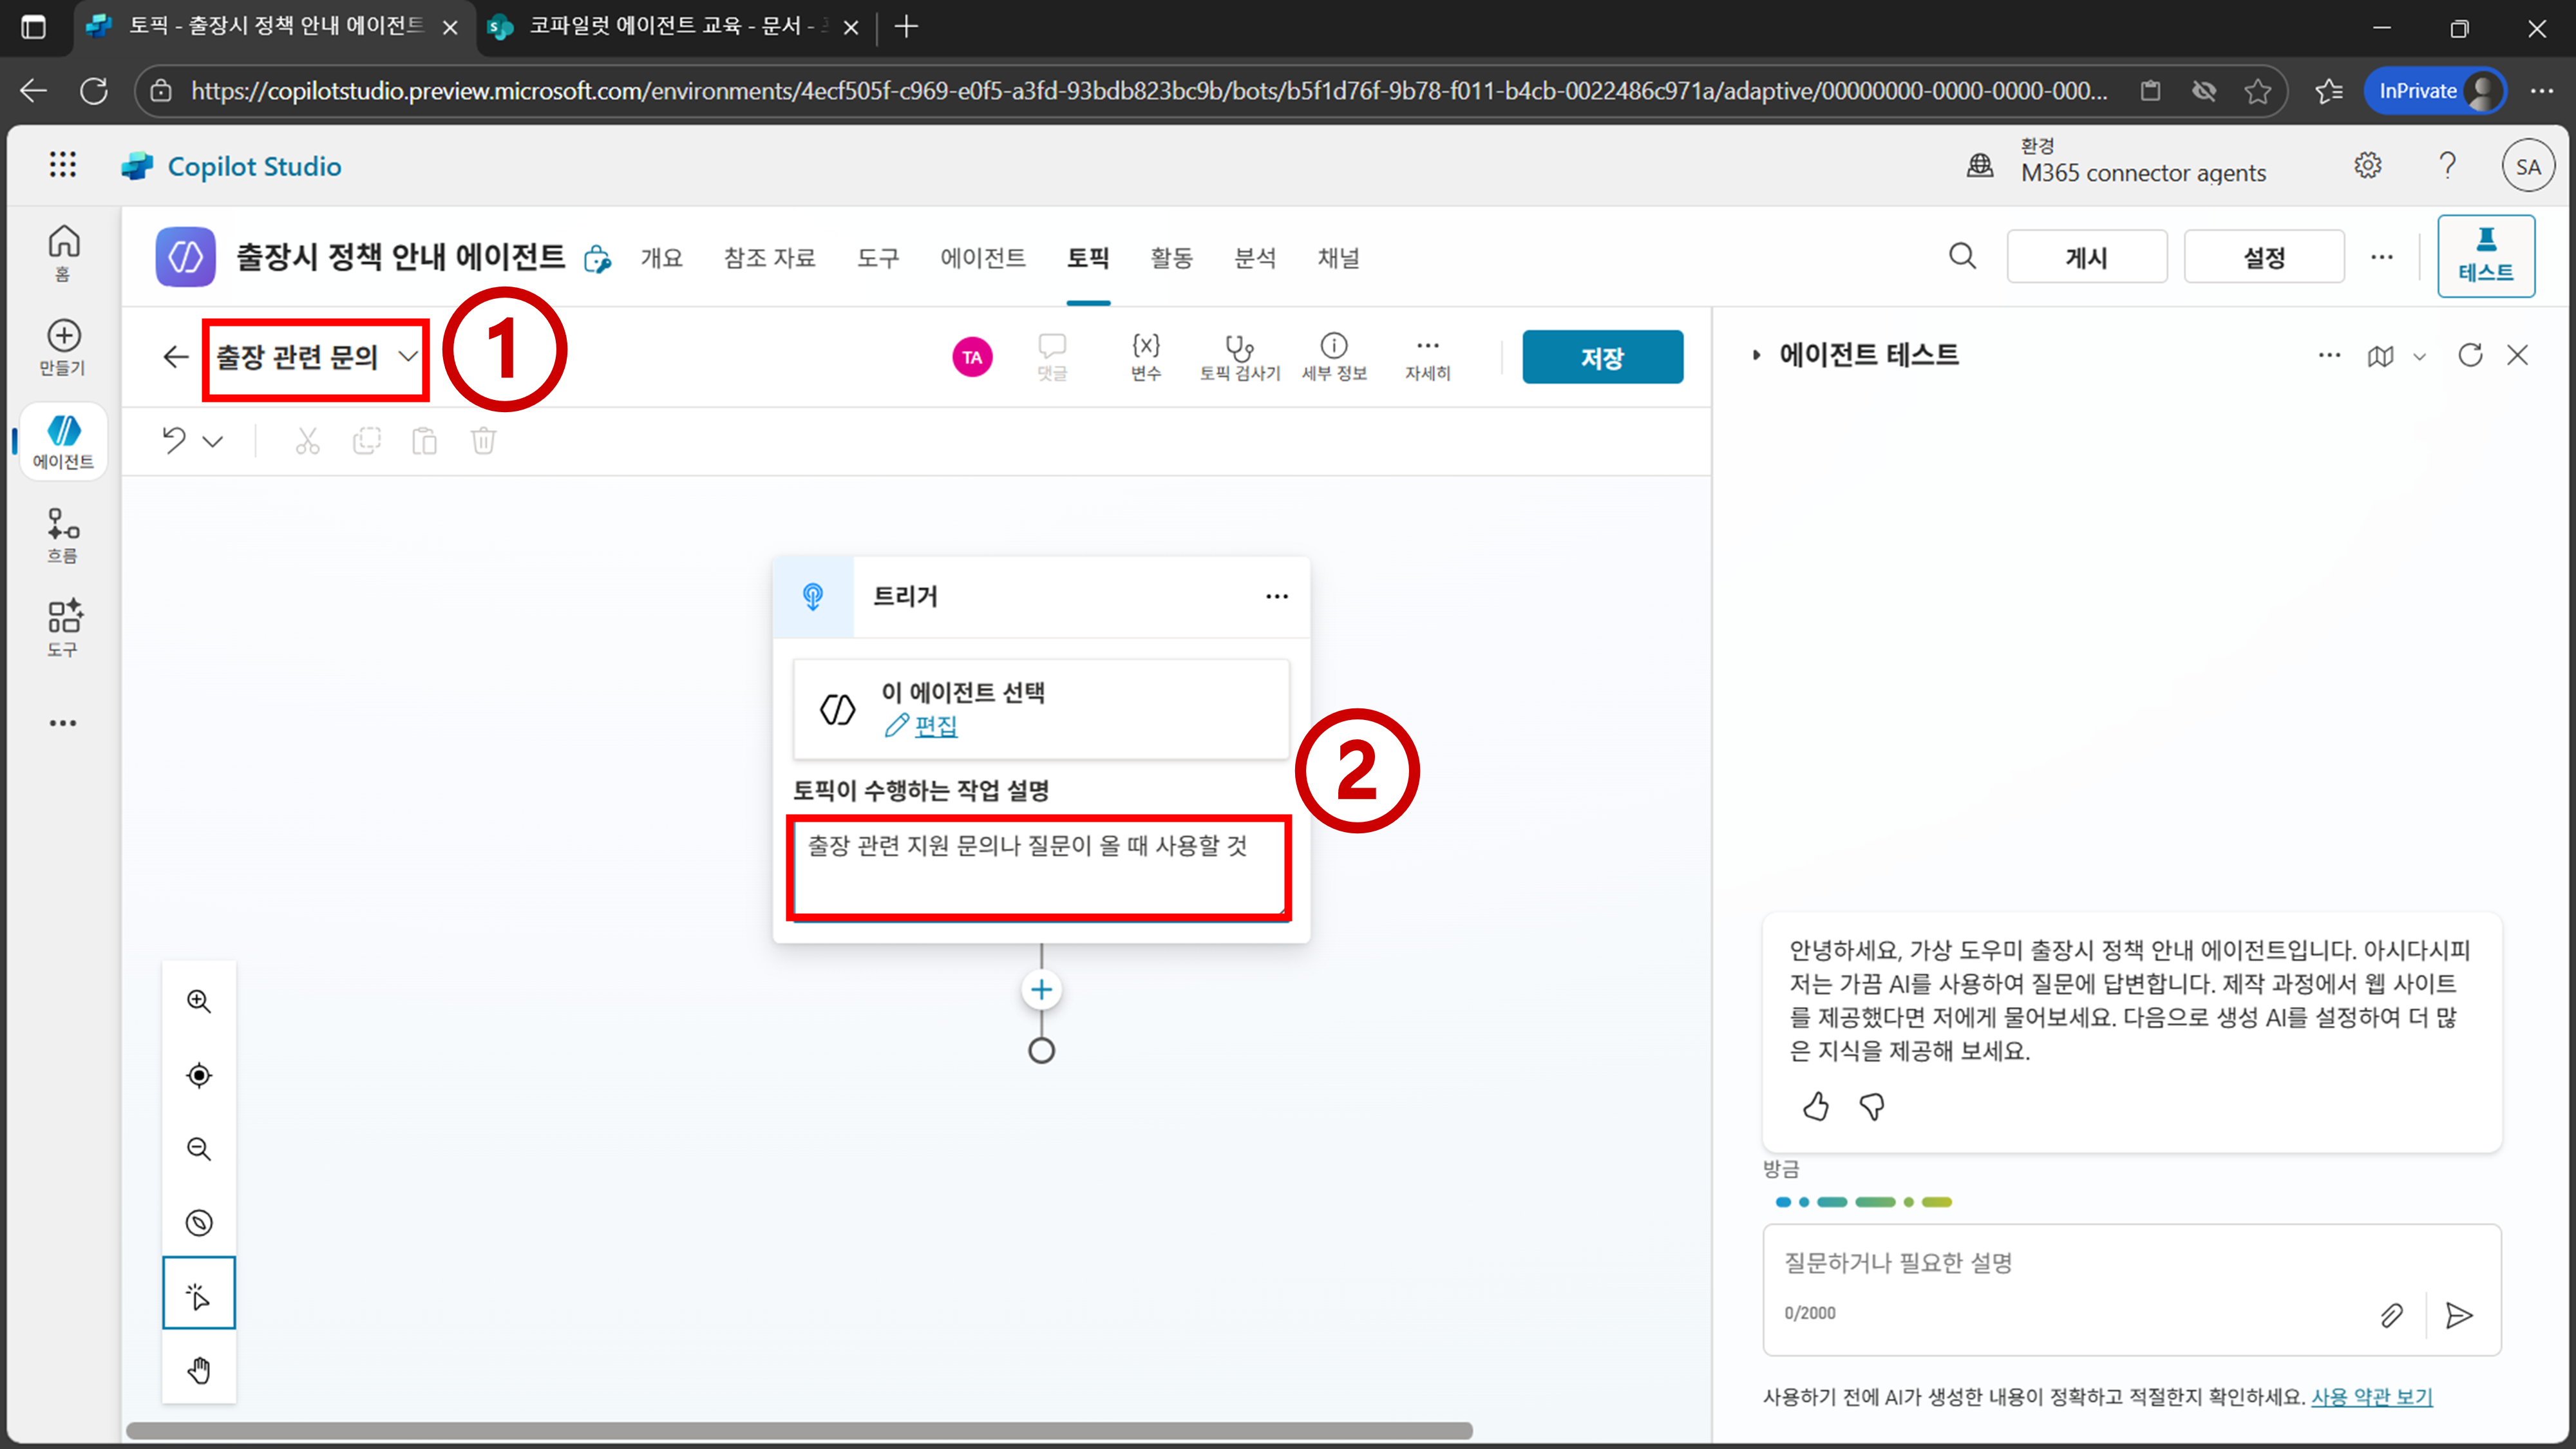 토픽 - 출장시 정책 안내 에이전트
코파일럿 에이전트 교육 - 문서 -
https://copilotstudio.preview.microsoft.com/environments/4ecf505f-c969-e0f5-a3fd-93bdb823bc9b/bots/b5f1d76f-9b78-f011-b4cb-0022486c971a/adaptive/00000000-0000-0000-000...
InPrivate
Copilot Studio
환경
M365 connector agents
SA
출장시 정책 안내 에이전트
개요
참조 자료
도구
에이전트
토픽
활동
분석
채널
게시
설정
테스트
홈
만들기
에이전트
흐름
도구
출장 관련 문의
1
TA
댓글
{x}
변수
토픽 검사기
세부 정보
자세히
저장
트리거
이 에이전트 선택
편집
토픽이 수행하는 작업 설명
2
출장 관련 지원 문의나 질문이 올 때 사용할 것
에이전트 테스트
안녕하세요, 가상 도우미 출장시 정책 안내 에이전트입니다. 아시다시피
저는 가끔 AI를 사용하여 질문에 답변합니다. 제작 과정에서 웹 사이트
를 제공했다면 저에게 물어보세요. 다음으로 생성 AI를 설정하여 더 많
은 지식을 제공해 보세요.
방금
질문하거나 필요한 설명
0/2000
사용하기 전에 AI가 생성한 내용이 정확하고 적절한지 확인하세요. 사용 약관 보기